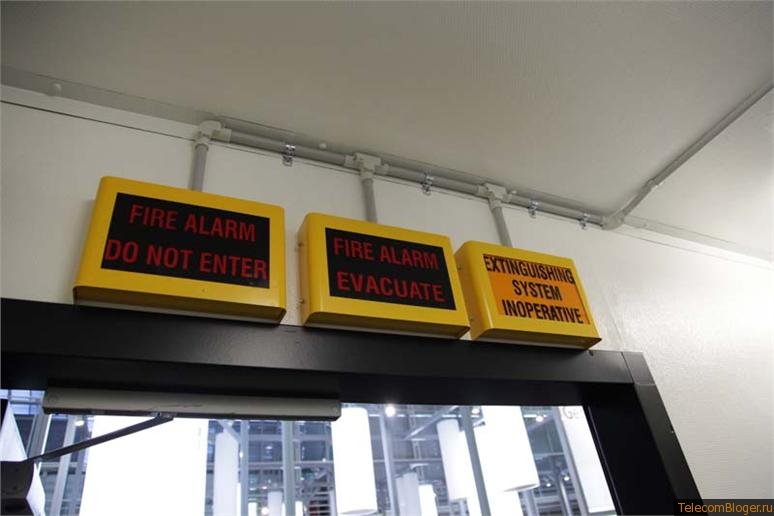 FIRE ALARM
DO NOT ENTER
FIRE ALARM
EVACUATE
EXTINGUISHING
SYSTEM
INOPERATIVE
TelecomBloger.ru